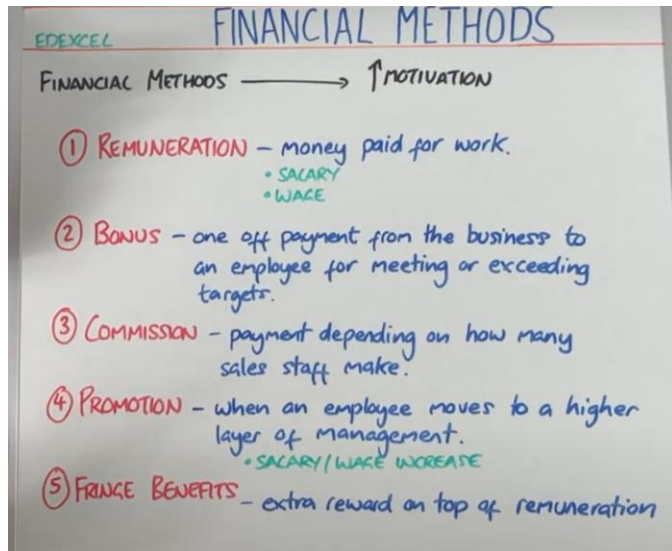 EDEXCEL FINANCIAL METHODS
FINANCIAL METHODS → ↑MOTIVATION
① REMUNERATION – money paid for work.
• SALARY
• WAGE
② BONUS – one off payment from the business to
an employee for meeting or exceeding
targets.
③ COMMISSION – payment depending on how many
sales staff make.
④ PROMOTION – when an employee moves to a higher
layer of management.
• SALARY/WAGE INCREASE
⑤ FRINGE BENEFITS – extra reward on top of remuneration